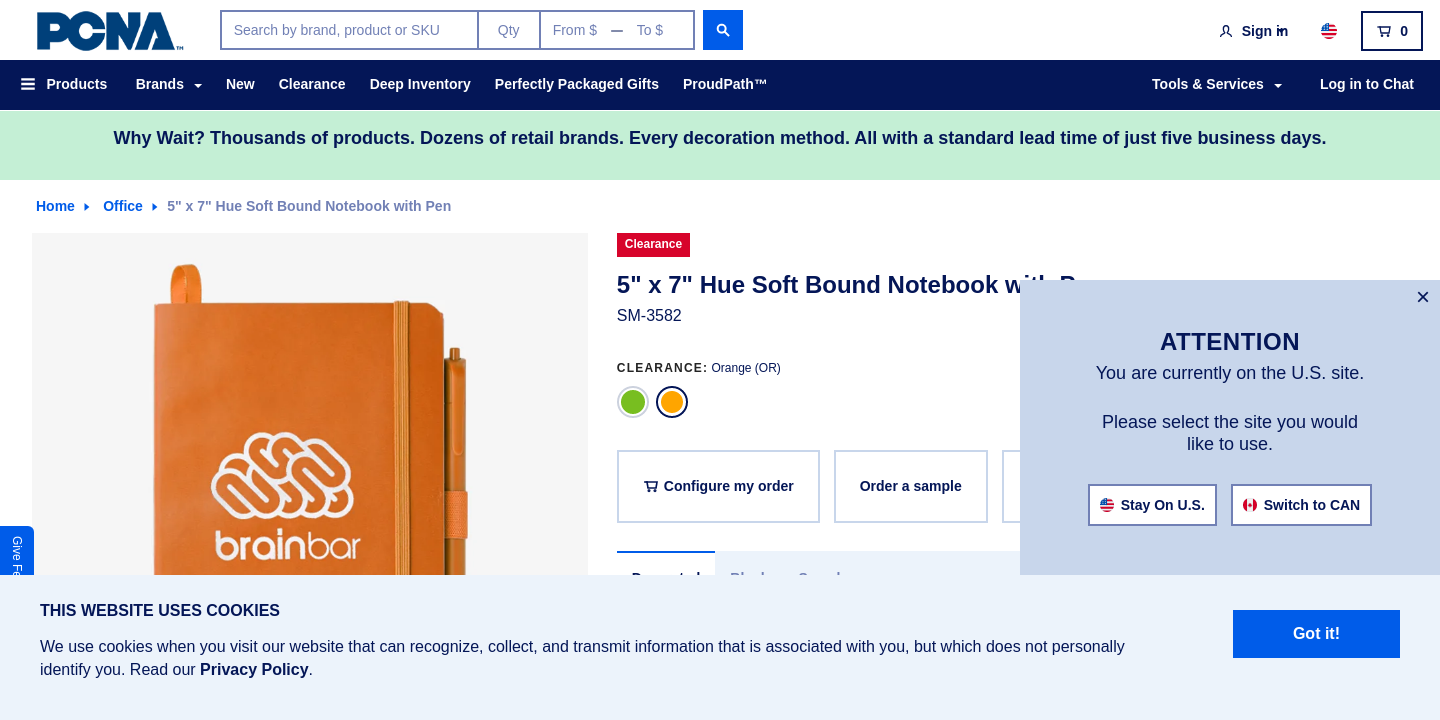 PCNA™
Search by brand, product or SKU
Qty
From $ — To $
Sign in
0
Products
Brands
New
Clearance
Deep Inventory
Perfectly Packaged Gifts
ProudPath™
Tools & Services
Log in to Chat
Why Wait? Thousands of products. Dozens of retail brands. Every decoration method. All with a standard lead time of just five business days.
Home
Office
5" x 7" Hue Soft Bound Notebook with Pen
brainbar
Clearance
5" x 7" Hue Soft Bound Notebook
SM-3582
CLEARANCE: Orange (OR)
Configure my order
Order a sample
×
ATTENTION
You are currently on the U.S. site.
Please select the site you would
like to use.
Stay On U.S.
Switch to CAN
Give
THIS WEBSITE USES COOKIES
We use cookies when you visit our website that can recognize, collect, and transmit information that is associated with you, but which does not personally
identify you. Read our Privacy Policy.
Got it!